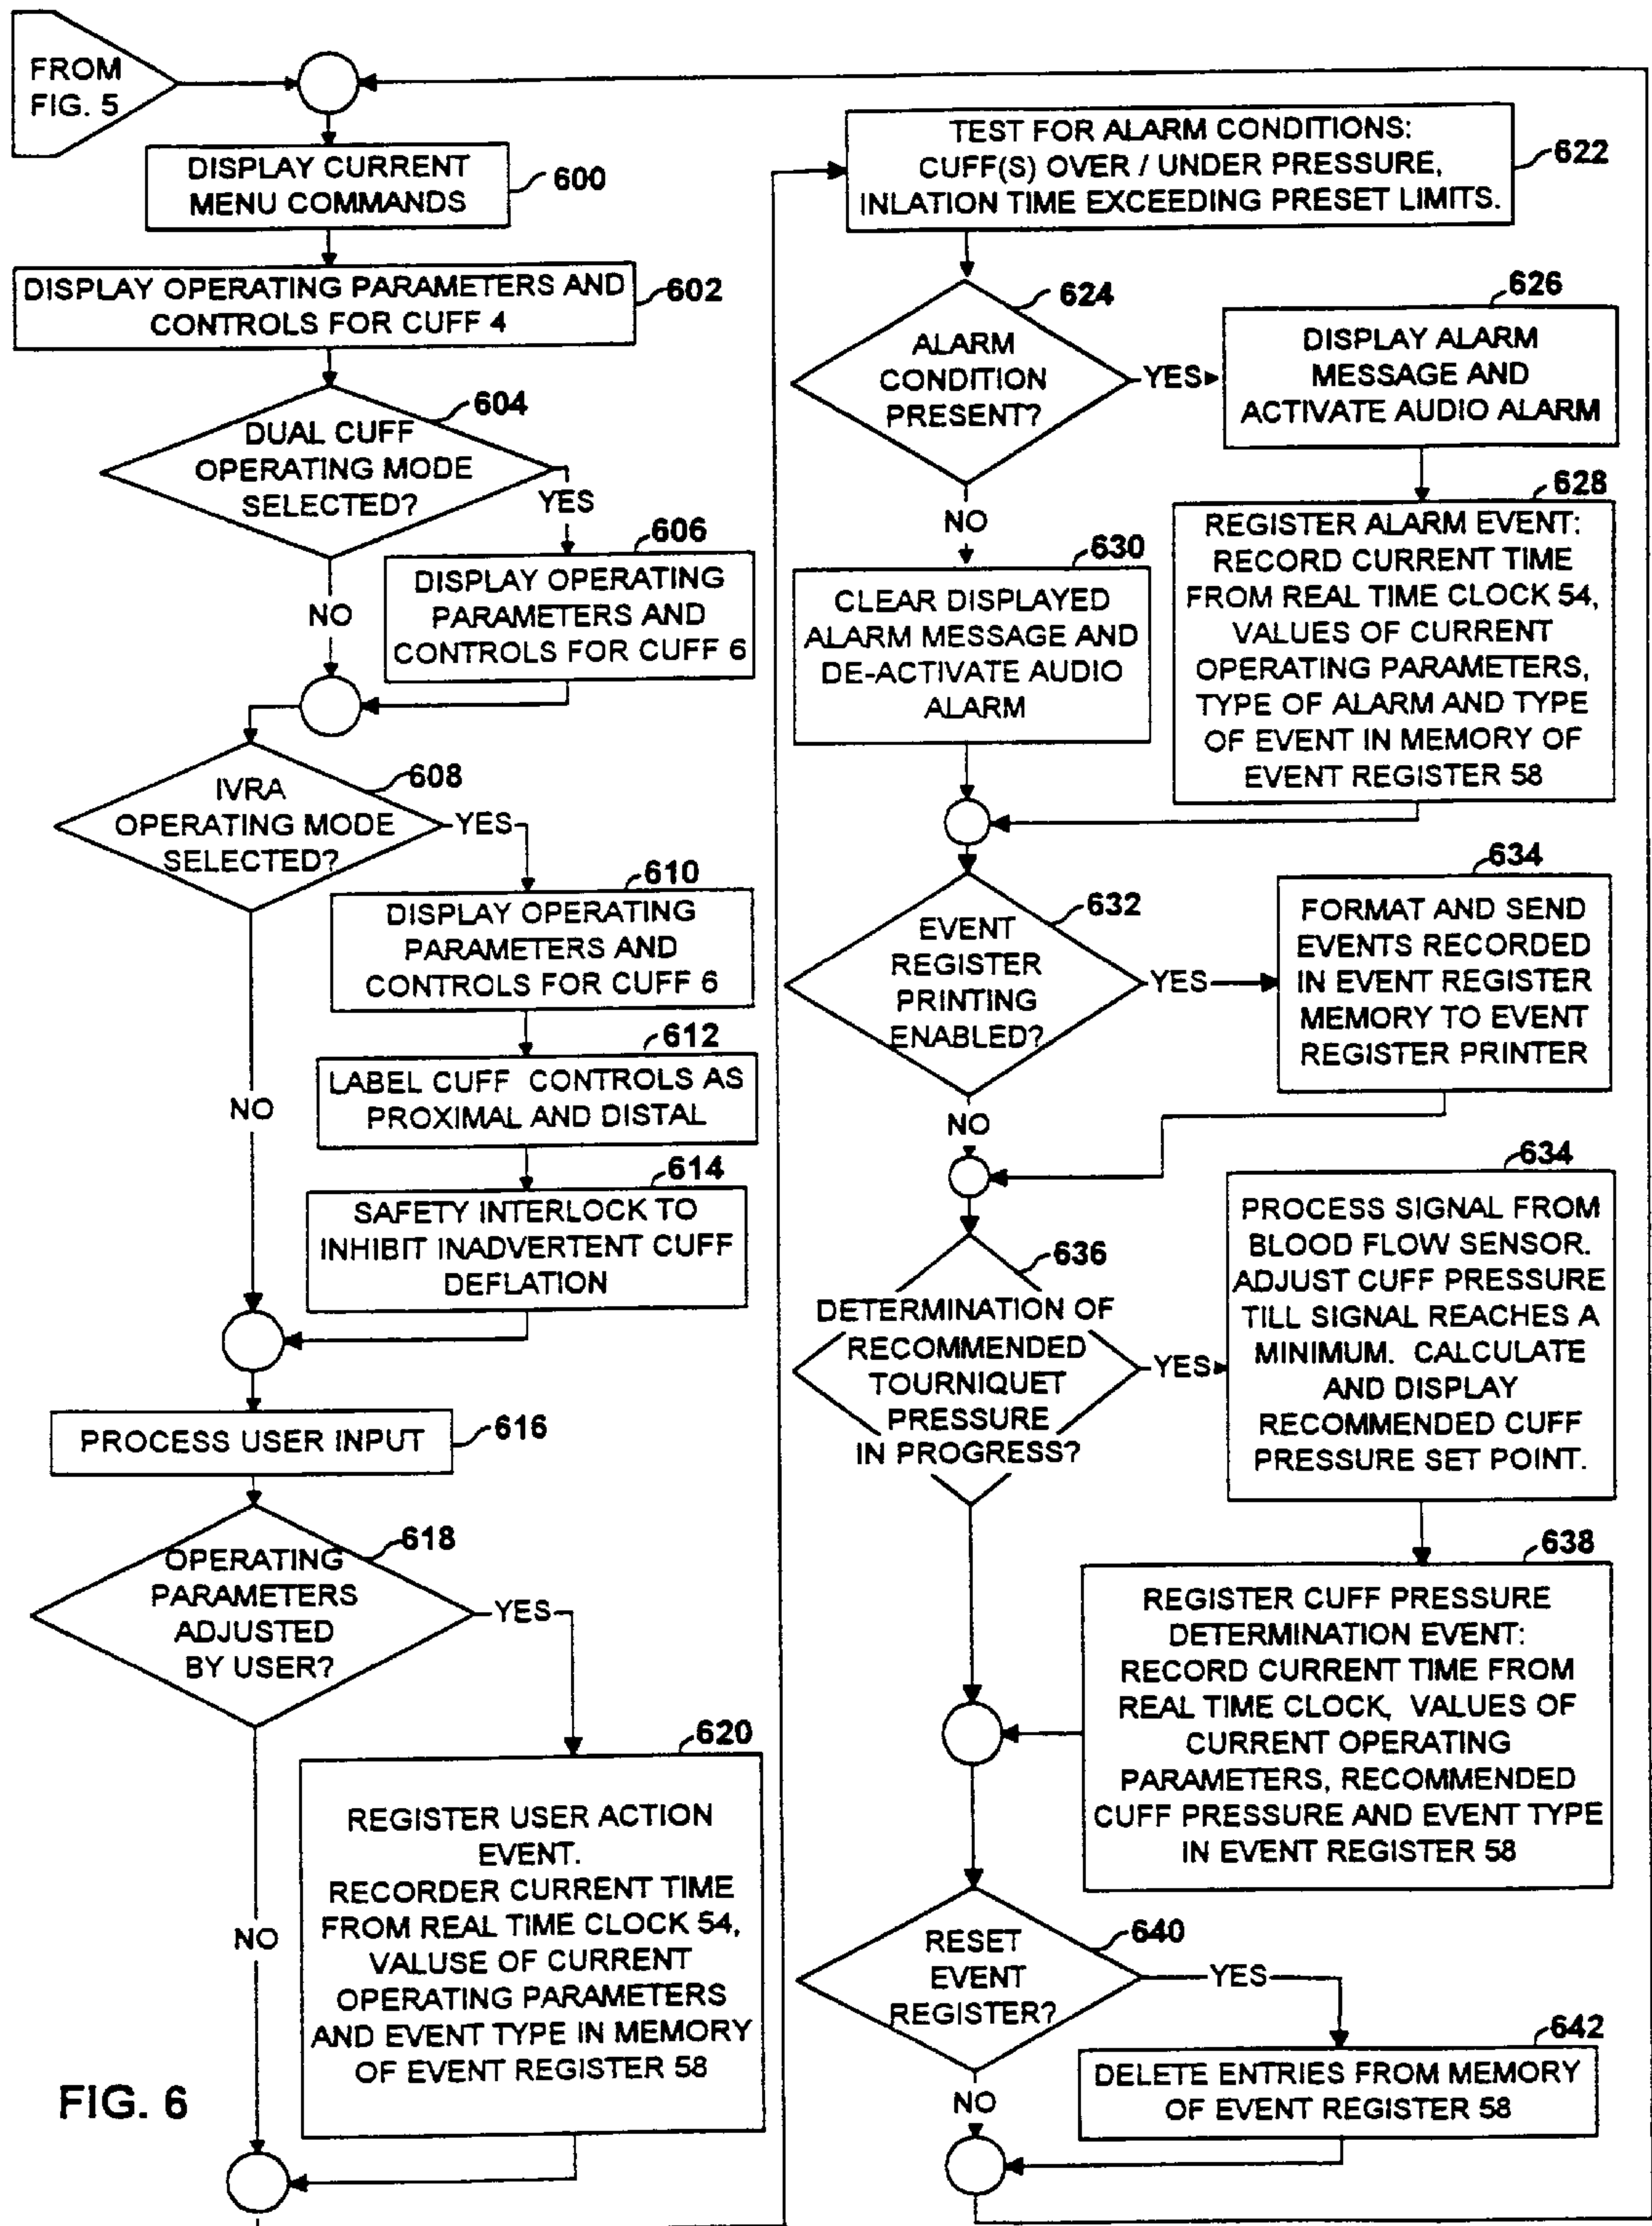 FROM
FIG. 5
DISPLAY CURRENT
MENU COMMANDS
600
DISPLAY OPERATING PARAMETERS AND
CONTROLS FOR CUFF 4
602
604
DUAL CUFF
OPERATING MODE
SELECTED?
YES
NO
606
DISPLAY OPERATING
PARAMETERS AND
CONTROLS FOR CUFF 6
608
IVRA
OPERATING MODE
SELECTED?
YES
NO
610
DISPLAY OPERATING
PARAMETERS AND
CONTROLS FOR CUFF 6
612
LABEL CUFF CONTROLS AS
PROXIMAL AND DISTAL
614
SAFETY INTERLOCK TO
INHIBIT INADVERTENT CUFF
DEFLATION
PROCESS USER INPUT
616
618
OPERATING
PARAMETERS
ADJUSTED
BY USER?
YES
NO
620
REGISTER USER ACTION
EVENT.
RECORDER CURRENT TIME
FROM REAL TIME CLOCK 54,
VALUSE OF CURRENT
OPERATING PARAMETERS
AND EVENT TYPE IN MEMORY
OF EVENT REGISTER 58
FIG. 6
TEST FOR ALARM CONDITIONS:
CUFF(S) OVER / UNDER PRESSURE,
INLATION TIME EXCEEDING PRESET LIMITS.
622
624
ALARM
CONDITION
PRESENT?
YES
NO
626
DISPLAY ALARM
MESSAGE AND
ACTIVATE AUDIO ALARM
628
REGISTER ALARM EVENT:
RECORD CURRENT TIME
FROM REAL TIME CLOCK 54,
VALUES OF CURRENT
OPERATING PARAMETERS,
TYPE OF ALARM AND TYPE
OF EVENT IN MEMORY OF
EVENT REGISTER 58
630
CLEAR DISPLAYED
ALARM MESSAGE AND
DE-ACTIVATE AUDIO
ALARM
632
EVENT
REGISTER
PRINTING
ENABLED?
YES
NO
634
FORMAT AND SEND
EVENTS RECORDED
IN EVENT REGISTER
MEMORY TO EVENT
REGISTER PRINTER
636
DETERMINATION OF
RECOMMENDED
TOURNIQUET
PRESSURE
IN PROGRESS?
YES
634
PROCESS SIGNAL FROM
BLOOD FLOW SENSOR.
ADJUST CUFF PRESSURE
TILL SIGNAL REACHES A
MINIMUM. CALCULATE
AND DISPLAY
RECOMMENDED CUFF
PRESSURE SET POINT.
638
REGISTER CUFF PRESSURE
DETERMINATION EVENT:
RECORD CURRENT TIME FROM
REAL TIME CLOCK, VALUES OF
CURRENT OPERATING
PARAMETERS, RECOMMENDED
CUFF PRESSURE AND EVENT TYPE
IN EVENT REGISTER 58
640
RESET
EVENT
REGISTER?
YES
NO
642
DELETE ENTRIES FROM MEMORY
OF EVENT REGISTER 58